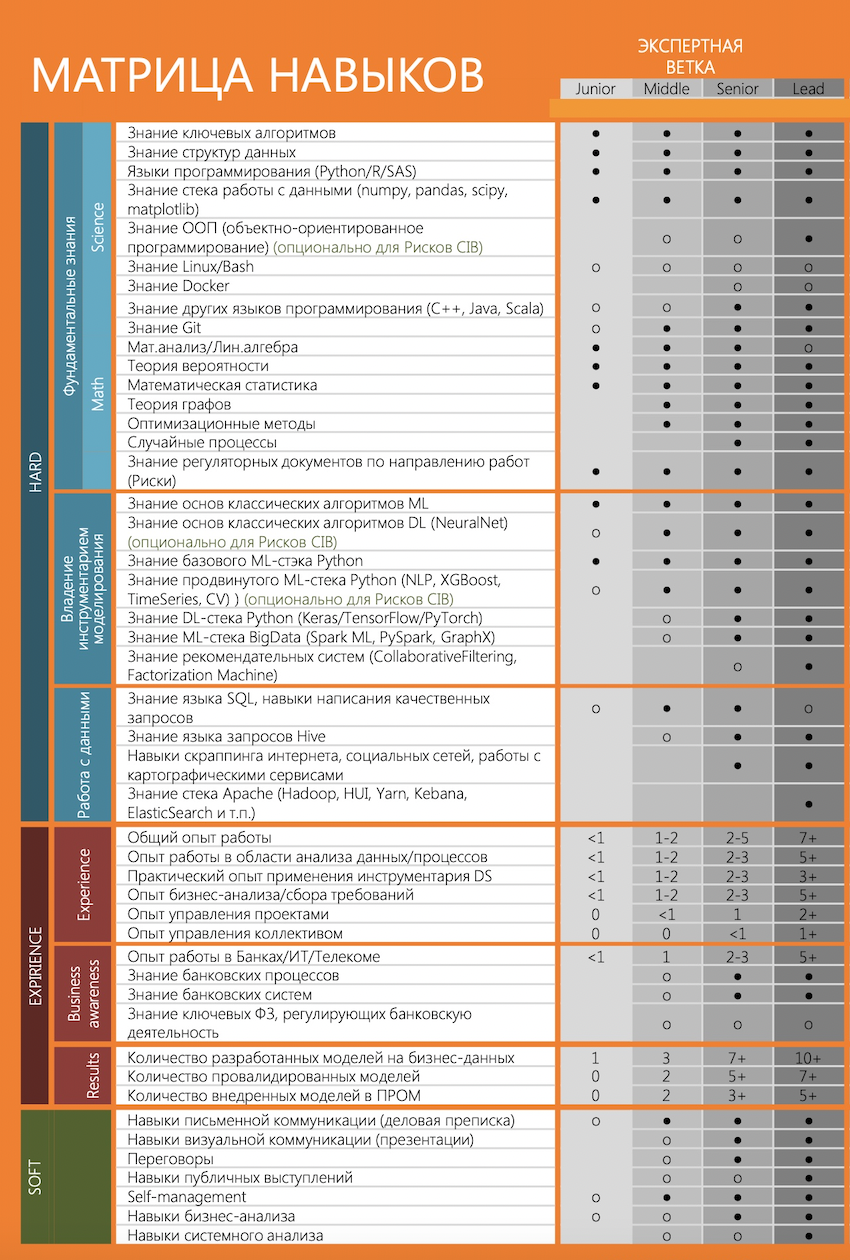 МАТРИЦА НАВЫКОВ
ЭКСПЕРТНАЯ
ВЕТКА
Junior Middle Senior Lead
HARD
Фундаментальные знания
Science
Знание ключевых алгоритмов • • • •
Знание структур данных • • • •
Языки программирования (Python/R/SAS) • • • •
Знание стека работы с данными (numpy, pandas, scipy,
matplotlib) • • • •
Знание ООП (объектно-ориентированное
программирование) (опционально для Рисков CIB) o o •
Знание Linux/Bash o o o o
Знание Docker o o
Знание других языков программирования (C++, Java, Scala) o o • •
Знание Git o • • •
Math
Мат.анализ/Лин.алгебра • • • o
Теория вероятности • • • •
Математическая статистика • • • •
Теория графов • • •
Оптимизационные методы • • •
Случайные процессы • •
Знание регуляторных документов по направлению работ
(Риски) • • • •
Владение
инструментарием
моделирования
Знание основ классических алгоритмов ML • • • •
Знание основ классических алгоритмов DL (NeuralNet)
(опционально для Рисков CIB) o • • •
Знание базового ML-стэка Python • • • •
Знание продвинутого ML-стека Python (NLP, XGBoost,
TimeSeries, CV) ) (опционально для Рисков CIB) o • • •
Знание DL-стека Python (Keras/TensorFlow/PyTorch) o • •
Знание ML-стека BigData (Spark ML, PySpark, GraphX) o • •
Знание рекомендательных систем (CollaborativeFiltering,
Factorization Machine) o •
Работа с данными
Знание языка SQL, навыки написания качественных
запросов o • • o
Знание языка запросов Hive o • •
Навыки скраппинга интернета, социальных сетей, работы с
картографическими сервисами • •
Знание стека Apache (Hadoop, HUI, Yarn, Kebana,
ElasticSearch и т.п.) •
EXPIRIENCE
Experience
Общий опыт работы <1 1-2 2-5 7+
Опыт работы в области анализа данных/процессов <1 1-2 2-3 5+
Практический опыт применения инструментария DS <1 1-2 2-3 3+
Опыт бизнес-анализа/сбора требований <1 1-2 2-3 5+
Опыт управления проектами 0 <1 1 2+
Опыт управления коллективом 0 0 <1 1+
Business
awareness
Опыт работы в Банках/ИТ/Телекоме <1 1 2-3 5+
Знание банковских процессов o • •
Знание банковских систем o • •
Знание ключевых ФЗ, регулирующих банковскую
деятельность o o o
Results
Количество разработанных моделей на бизнес-данных 1 3 7+ 10+
Количество провалидированных моделей 0 2 5+ 7+
Количество внедренных моделей в ПРОМ 0 2 3+ 5+
SOFT
Навыки письменной коммуникации (деловая преписка) o • • •
Навыки визуальной коммуникации (презентации) o • •
Переговоры o • •
Навыки публичных выступлений o o •
Self-management o • • •
Навыки бизнес-анализа o o • •
Навыки системного анализа o o •